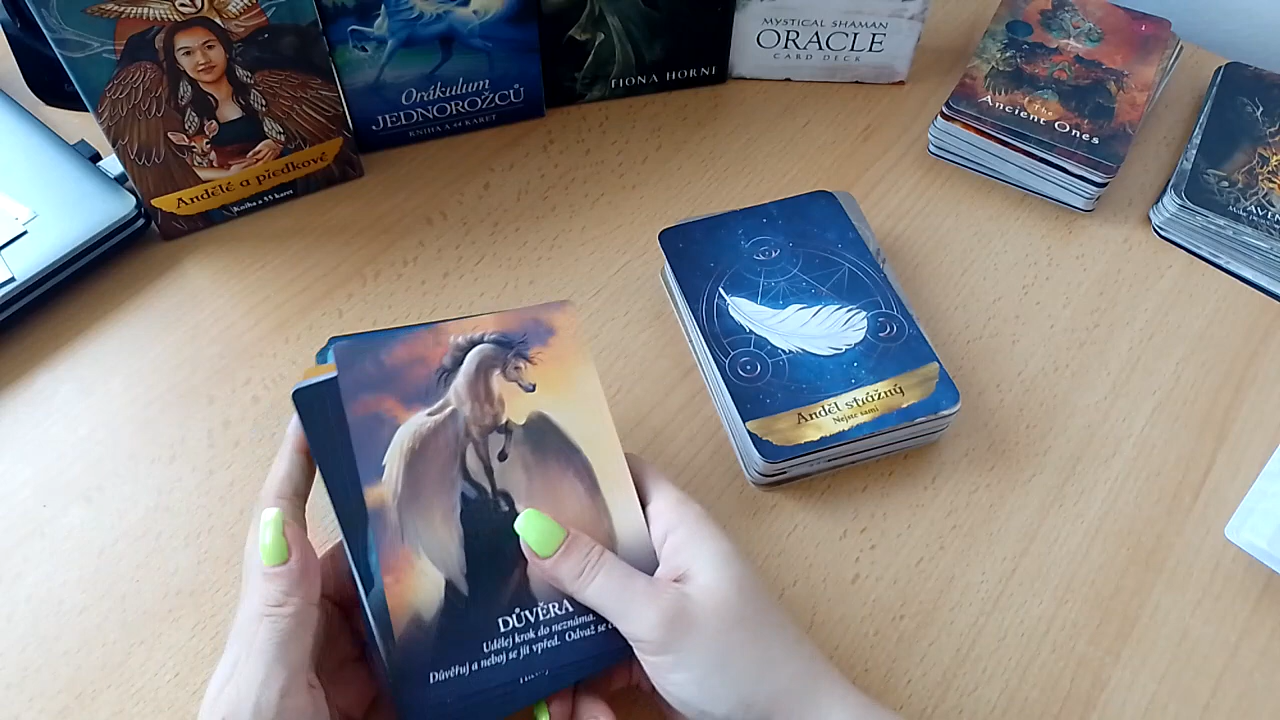 Andělé a předkové
Kniha a 55 karet
Orákulum
JEDNOROŽCŮ
KNIHA A 44 KARET
FIONA HORNE
MYSTICAL SHAMAN
ORACLE
CARD DECK
The
Ancient Ones
Anděl strážný
Nejste sami
DŮVĚRA
Udělej krok do neznáma.
Důvěřuj a neboj se jít vpřed. Odvaž se